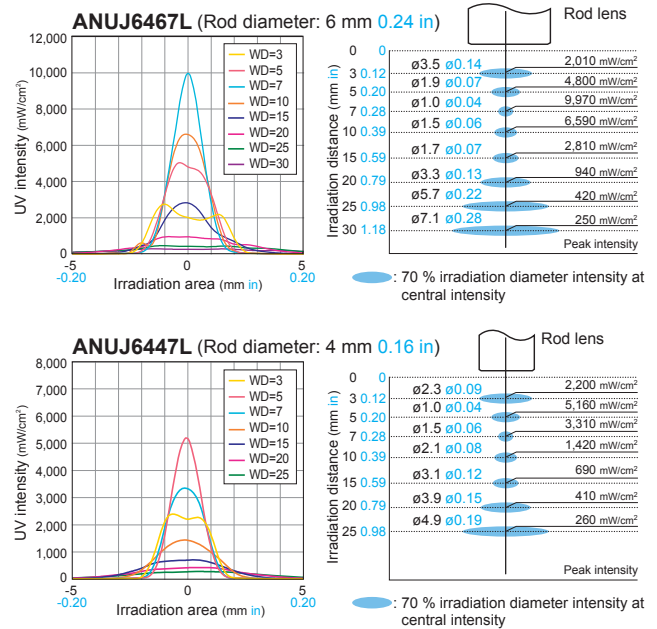 ANUJ6467L (Rod diameter: 6 mm 0.24 in)
UV intensity (mW/cm²)
12,000
10,000
8,000
6,000
4,000
2,000
0
-5 0 5
-0.20 0.20
Irradiation area (mm in)
WD=3
WD=5
WD=7
WD=10
WD=15
WD=20
WD=25
WD=30
Rod lens
Irradiation distance (mm in)
0 0
ø3.5 ø0.14 2,010 mW/cm²
3 0.12
ø1.9 ø0.07 4,800 mW/cm²
5 0.20
ø1.0 ø0.04 9,970 mW/cm²
7 0.28
ø1.5 ø0.06 6,590 mW/cm²
10 0.39
ø1.7 ø0.07 2,810 mW/cm²
15 0.59
ø3.3 ø0.13 940 mW/cm²
20 0.79
ø5.7 ø0.22 420 mW/cm²
25 0.98
ø7.1 ø0.28 250 mW/cm²
30 1.18
Peak intensity
: 70 % irradiation diameter intensity at
central intensity
ANUJ6447L (Rod diameter: 4 mm 0.16 in)
UV intensity (mW/cm²)
8,000
7,000
6,000
5,000
4,000
3,000
2,000
1,000
0
-5 0 5
-0.20 0.20
Irradiation area (mm in)
WD=3
WD=5
WD=7
WD=10
WD=15
WD=20
WD=25
Rod lens
Irradiation distance (mm in)
0 0
ø2.3 ø0.09 2,200 mW/cm²
3 0.12
ø1.0 ø0.04 5,160 mW/cm²
5 0.20
ø1.5 ø0.06 3,310 mW/cm²
7 0.28
ø2.1 ø0.08 1,420 mW/cm²
10 0.39
ø3.1 ø0.12 690 mW/cm²
15 0.59
ø3.9 ø0.15 410 mW/cm²
20 0.79
ø4.9 ø0.19 260 mW/cm²
25 0.98
Peak intensity
: 70 % irradiation diameter intensity at
central intensity